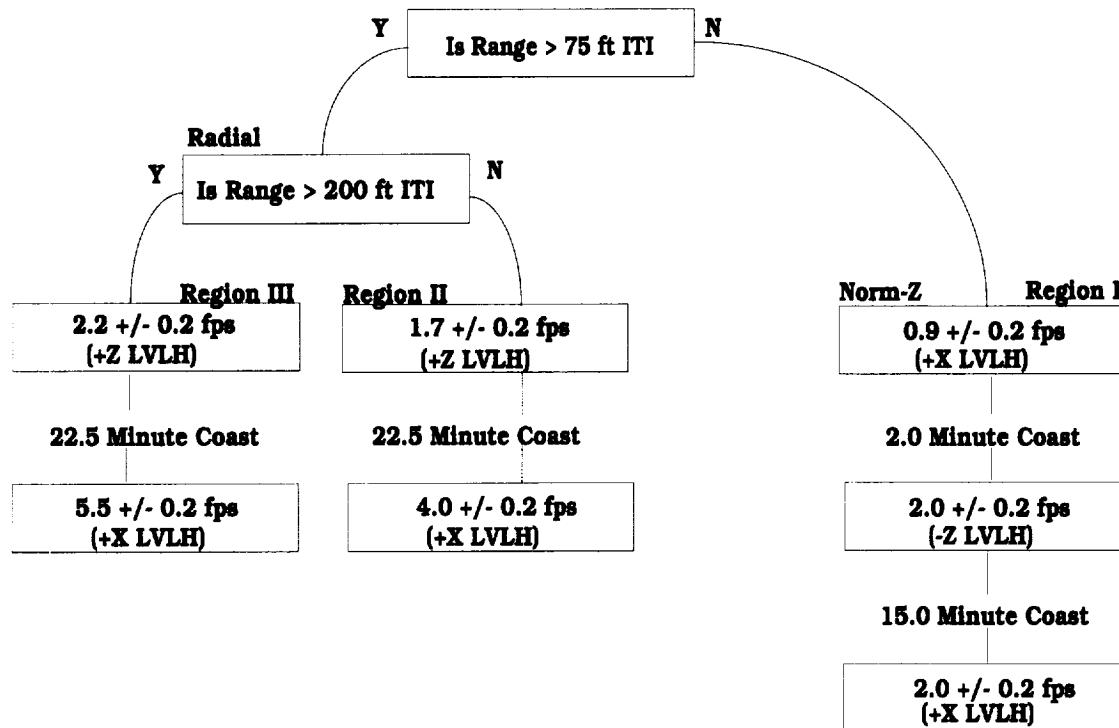 Y
Is Range > 75 ft ITI
N
Radial
Y
Is Range > 200 ft ITI
N
Region III
2.2 +/- 0.2 fps
(+Z LVLH)
22.5 Minute Coast
5.5 +/- 0.2 fps
(+X LVLH)
Region II
1.7 +/- 0.2 fps
(+Z LVLH)
22.5 Minute Coast
4.0 +/- 0.2 fps
(+X LVLH)
Norm-Z Region I
0.9 +/- 0.2 fps
(+X LVLH)
2.0 Minute Coast
2.0 +/- 0.2 fps
(-Z LVLH)
15.0 Minute Coast
2.0 +/- 0.2 fps
(+X LVLH)